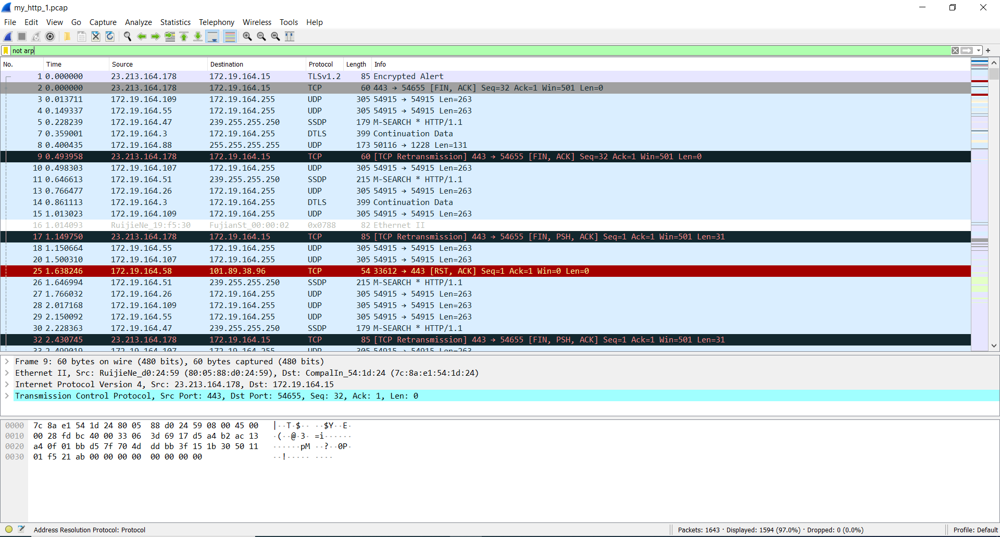 my_http_1.pcap
File Edit View Go Capture Analyze Statistics Telephony Wireless Tools Help
not arp
No. Time Source Destination Protocol Length Info
1 0.000000 23.213.164.178 172.19.164.15 TLSv1.2 85 Encrypted Alert
2 0.000000 23.213.164.178 172.19.164.15 TCP 60 443 → 54655 [FIN, ACK] Seq=32 Ack=1 Win=501 Len=0
3 0.013711 172.19.164.109 172.19.164.255 UDP 305 54915 → 54915 Len=263
4 0.149337 172.19.164.55 172.19.164.255 UDP 305 54915 → 54915 Len=263
5 0.228239 172.19.164.47 239.255.255.250 SSDP 179 M-SEARCH * HTTP/1.1
7 0.359001 172.19.164.3 172.19.164.255 DTLS 399 Continuation Data
8 0.400435 172.19.164.88 255.255.255.255 UDP 173 50116 → 1228 Len=131
9 0.493958 23.213.164.178 172.19.164.15 TCP 60 [TCP Retransmission] 443 → 54655 [FIN, ACK] Seq=32 Ack=1 Win=501 Len=0
10 0.498303 172.19.164.107 172.19.164.255 UDP 305 54915 → 54915 Len=263
11 0.646613 172.19.164.51 239.255.255.250 SSDP 215 M-SEARCH * HTTP/1.1
13 0.766477 172.19.164.26 172.19.164.255 UDP 305 54915 → 54915 Len=263
14 0.861113 172.19.164.3 172.19.164.255 DTLS 399 Continuation Data
15 1.013023 172.19.164.109 172.19.164.255 UDP 305 54915 → 54915 Len=263
16 1.014093 RuijieNe_19:f5:30 FujianSt_00:00:02 0x0788 82 Ethernet II
17 1.149750 23.213.164.178 172.19.164.15 TCP 85 [TCP Retransmission] 443 → 54655 [FIN, PSH, ACK] Seq=1 Ack=1 Win=501 Len=31
18 1.150664 172.19.164.55 172.19.164.255 UDP 305 54915 → 54915 Len=263
20 1.500310 172.19.164.107 172.19.164.255 UDP 305 54915 → 54915 Len=263
25 1.638246 172.19.164.58 101.89.38.96 TCP 54 33612 → 443 [RST, ACK] Seq=1 Ack=1 Win=0 Len=0
26 1.646994 172.19.164.51 239.255.255.250 SSDP 215 M-SEARCH * HTTP/1.1
27 1.766032 172.19.164.26 172.19.164.255 UDP 305 54915 → 54915 Len=263
28 2.017168 172.19.164.109 172.19.164.255 UDP 305 54915 → 54915 Len=263
29 2.150092 172.19.164.55 172.19.164.255 UDP 305 54915 → 54915 Len=263
30 2.228363 172.19.164.47 239.255.255.250 SSDP 179 M-SEARCH * HTTP/1.1
32 2.430745 23.213.164.178 172.19.164.15 TCP 85 [TCP Retransmission] 443 → 54655 [FIN, PSH, ACK] Seq=1 Ack=1 Win=501 Len=31
33 2.499019 172.19.164.107 172.19.164.255 UDP 305 54915 → 54915 Len=263
Frame 9: 60 bytes on wire (480 bits), 60 bytes captured (480 bits)
Ethernet II, Src: RuijieNe_d0:24:59 (80:05:88:d0:24:59), Dst: CompalIn_54:1d:24 (7c:8a:e1:54:1d:24)
Internet Protocol Version 4, Src: 23.213.164.178, Dst: 172.19.164.15
Transmission Control Protocol, Src Port: 443, Dst Port: 54655, Seq: 32, Ack: 1, Len: 0
0000 7c 8a e1 54 1d 24 80 05 88 d0 24 59 08 00 45 00 |··T·$·· ··$Y··E·
0010 00 28 fd bc 40 00 33 06 3d 69 17 d5 a4 b2 ac 13 ·(··@·3· =i······
0020 a4 0f 01 bb d5 7f 70 4d dd bb 3f 15 1b 30 50 11 ······pM ··?··0P·
0030 01 f5 21 ab 00 00 00 00 00 00 00 00 ··!····· ····
Address Resolution Protocol: Protocol
Packets: 1643 · Displayed: 1594 (97.0%) · Dropped: 0 (0.0%)
Profile: Default